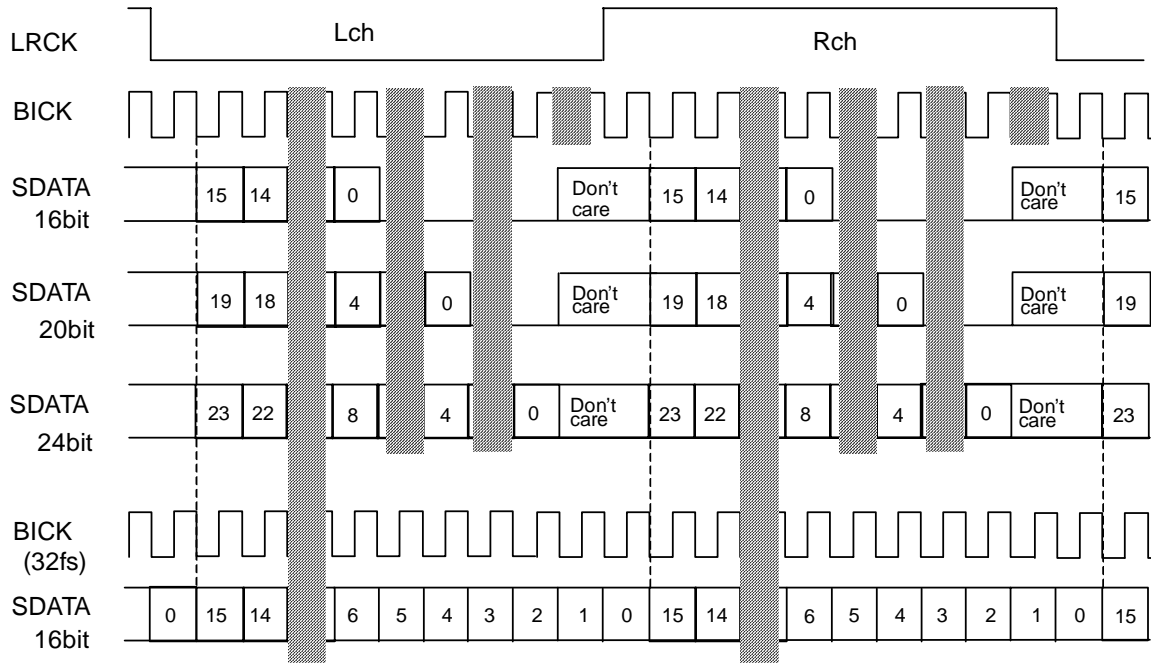 LRCK Lch Rch
BICK
SDATA 15 14 0 Don't 15 14 0 Don't 15
16bit care care
SDATA 19 18 4 0 Don't 19 18 4 0 Don't 19
20bit care care
SDATA 23 22 8 4 0 Don't 23 22 8 4 0 Don't 23
24bit care care
BICK
(32fs)
SDATA 0 15 14 6 5 4 3 2 1 0 15 14 6 5 4 3 2 1 0 15
16bit